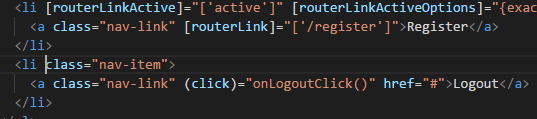 <li [routerLinkActive]="['active']" [routerLinkActiveOptions]="{exac
<a class="nav-link" [routerLink]="['/register']">Register</a>
</li>
<li class="nav-item">
<a class="nav-link" (click)="onLogoutClick()" href="#">Logout</a>
</li>